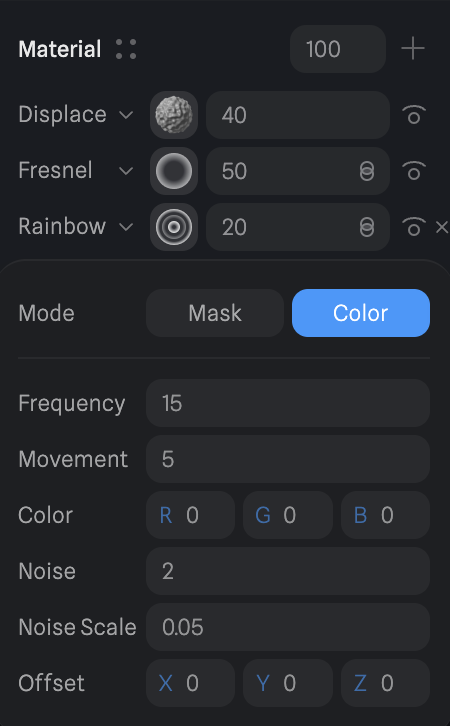 Material 100
Displace 40
Fresnel 50
Rainbow 20
Mode Mask Color
Frequency 15
Movement 5
Color R 0 G 0 B 0
Noise 2
Noise Scale 0.05
Offset X 0 Y 0 Z 0